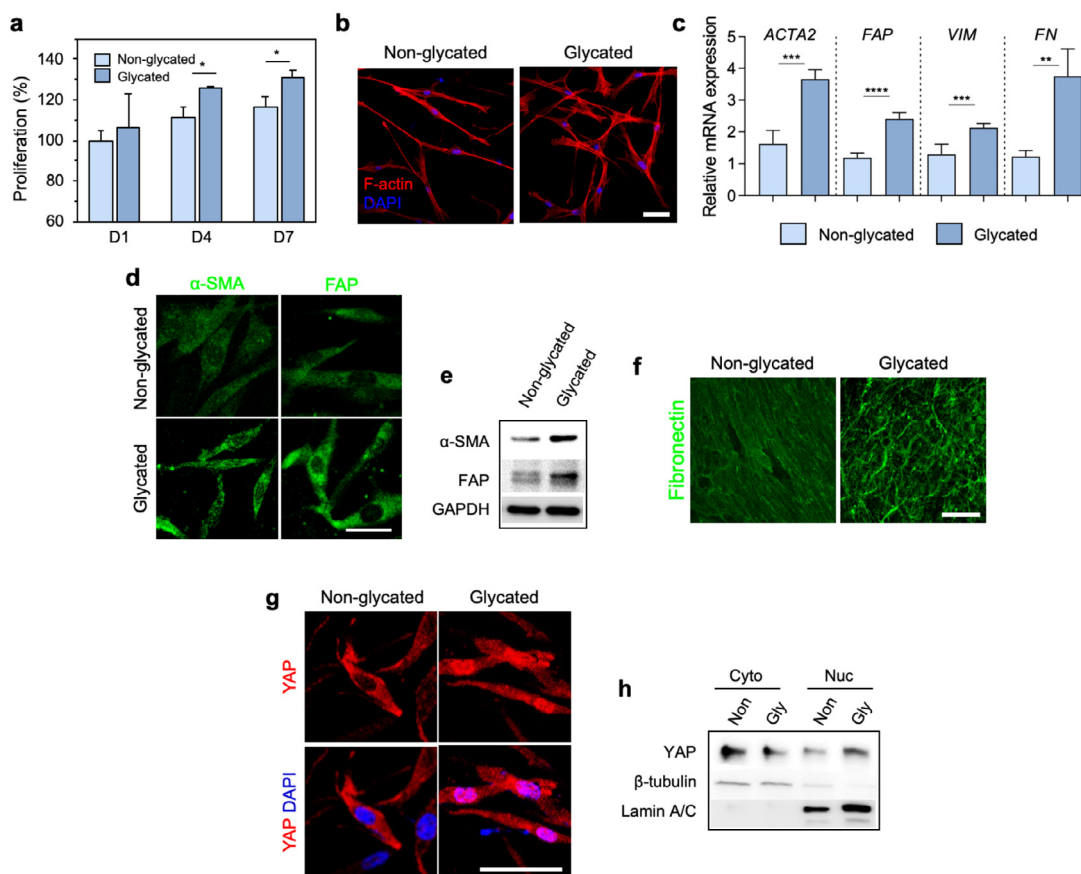 a
Non-glycated
Glycated
*
*
Proliferation (%)
140
120
100
80
60
D1 D4 D7
b
Non-glycated Glycated
F-actin
DAPI
c
ACTA2 FAP VIM FN
*** **** *** **
Relative mRNA expression
5
4
3
2
1
0
Non-glycated Glycated
d
α-SMA FAP
Non-glycated
Glycated
e
Non-glycated
Glycated
α-SMA
FAP
GAPDH
f
Non-glycated Glycated
Fibronectin
g
Non-glycated Glycated
YAP
YAP DAPI
h
Cyto Nuc
Non Gly Non Gly
YAP
β-tubulin
Lamin A/C